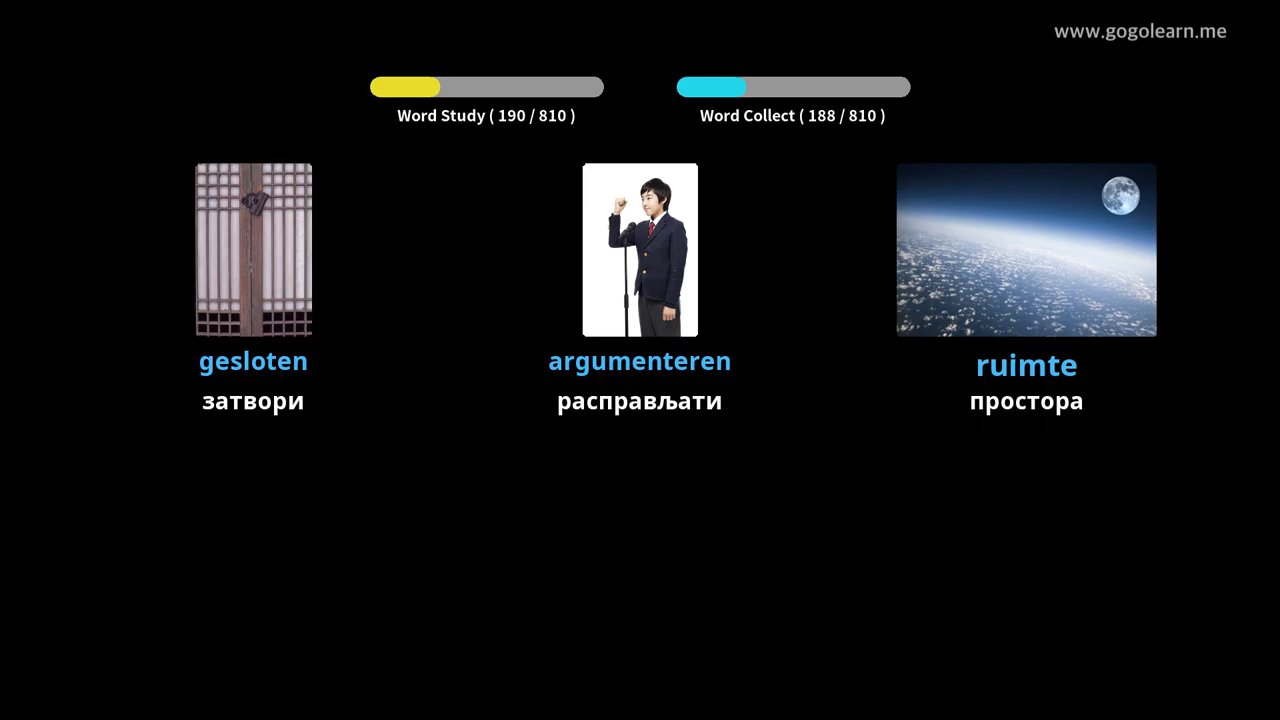 www.gogolearn.me
Word Study ( 190 / 810 )
Word Collect ( 188 / 810 )
gesloten
argumenteren
ruimte
затвори
расправљати
простора